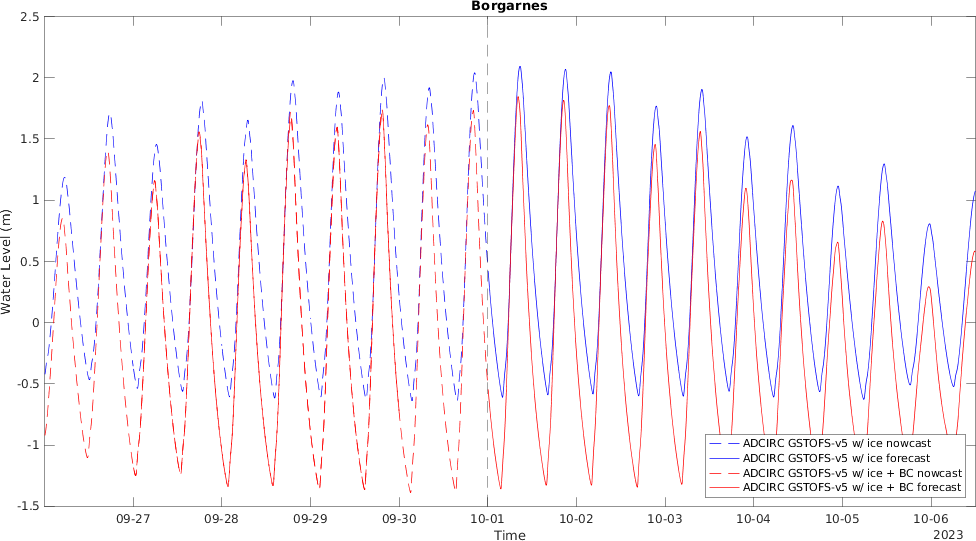 Borgarnes
2.5
2
1.5
1
0.5
0
-0.5
-1
-1.5
Water Level (m)
ADCIRC GSTOFS-v5 w/ ice nowcast
ADCIRC GSTOFS-v5 w/ ice forecast
ADCIRC GSTOFS-v5 w/ ice + BC nowcast
ADCIRC GSTOFS-v5 w/ ice + BC forecast
09-27 09-28 09-29 09-30 10-01 10-02 10-03 10-04 10-05 10-06
Time
2023